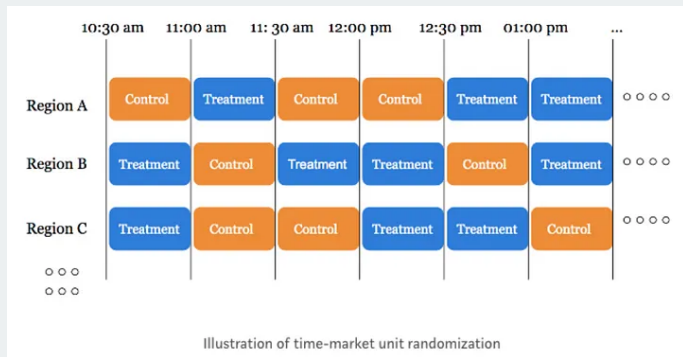 10:30 am 11:00 am 11: 30 am 12:00 pm 12:30 pm 01:00 pm ...
Region A Control Treatment Control Control Treatment Treatment
Region B Treatment Control Treatment Treatment Control Treatment
Region C Treatment Control Control Treatment Treatment Control
Illustration of time-market unit randomization